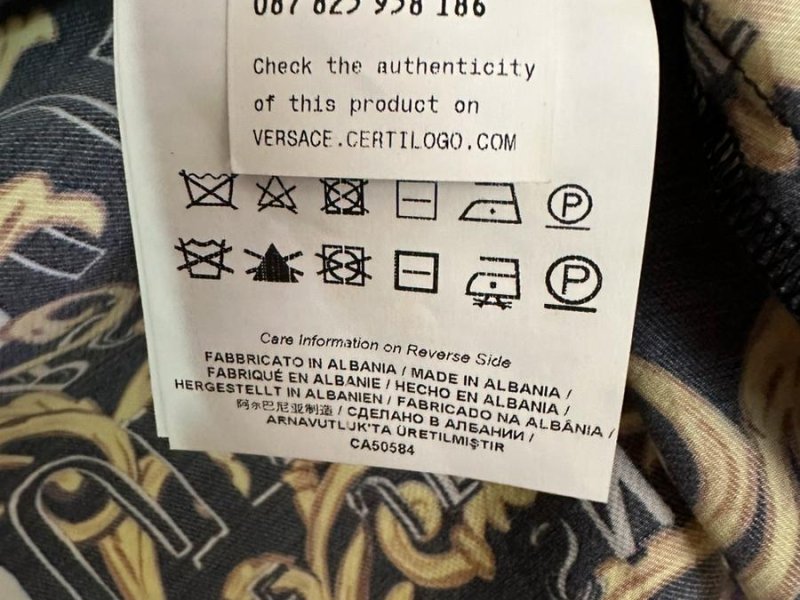 087 825 958 186
Check the authenticity
of this product on
VERSACE.CERTILOGO.COM
P
P
Care Information on Reverse Side
FABBRICATO IN ALBANIA / MADE IN ALBANIA /
FABRIQUÉ EN ALBANIE / HECHO EN ALBANIA /
HERGESTELLT IN ALBANIEN / FABRICADO NA ALBÂNIA /
阿尔巴尼亚制造 / СДЕЛАНО В АЛБАНИИ /
ARNAVUTLUK'TA ÜRETILMIŞTIR
CA50584